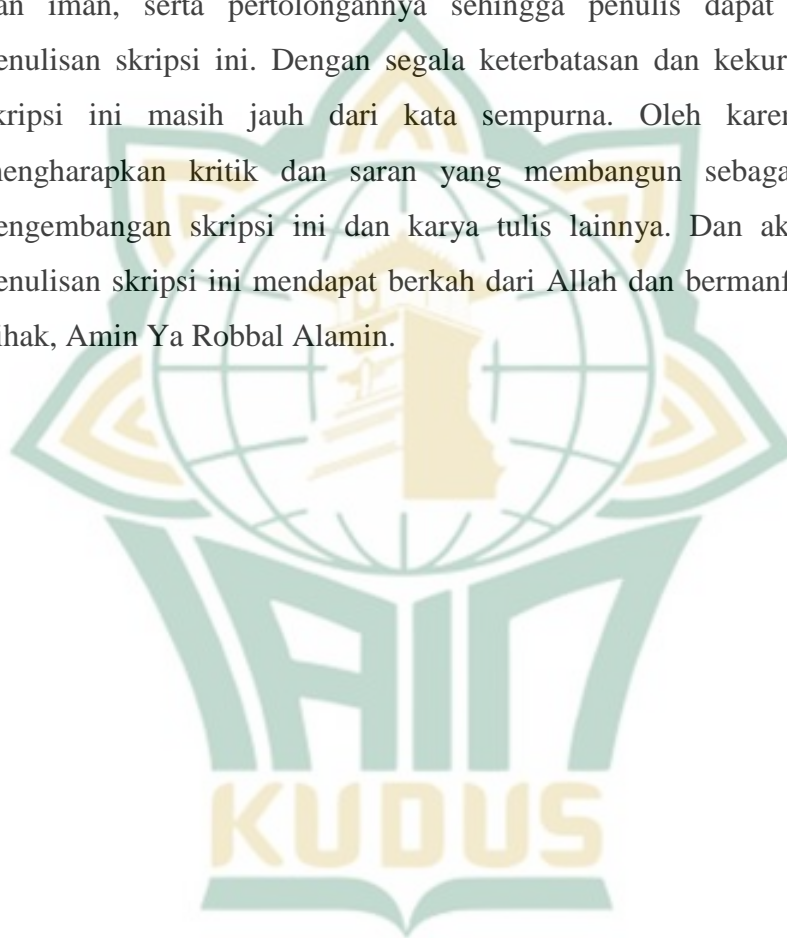 an iman, serta pertolongannya sehingga penulis dapat
enulisan skripsi ini. Dengan segala keterbatasan dan kekur
kripsi ini masih jauh dari kata sempurna. Oleh karen
nengharapkan kritik dan saran yang membangun sebaga
engembangan skripsi ini dan karya tulis lainnya. Dan ak
enulisan skripsi ini mendapat berkah dari Allah dan bermanf
ihak, Amin Ya Robbal Alamin.
IAIN
KUDUS